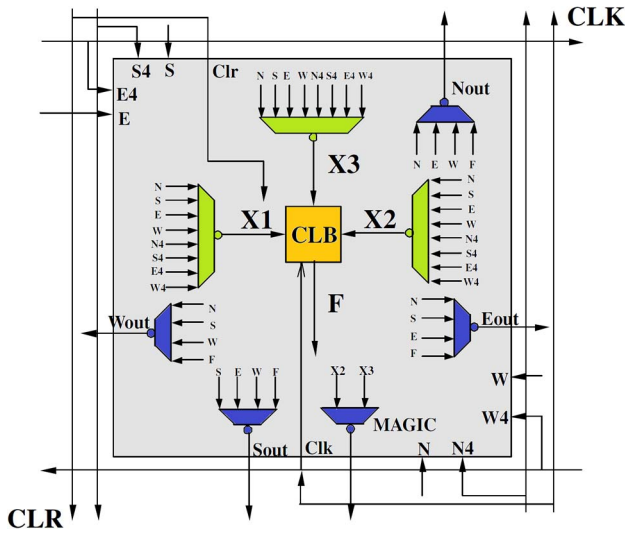 CLK
S4 S Clr
E4
E
N S E W N4 S4 E4 W4
X3
Nout
N E W F
N
S
E
W
N4
S4
E4
W4
X1
CLB
X2
N
S
E
W
N4
S4
E4
W4
F
Wout
N
S
W
F
N
S
E
F
Eout
S E W F
X2 X3
W
W4
MAGIC
Sout
Clk
N N4
CLR